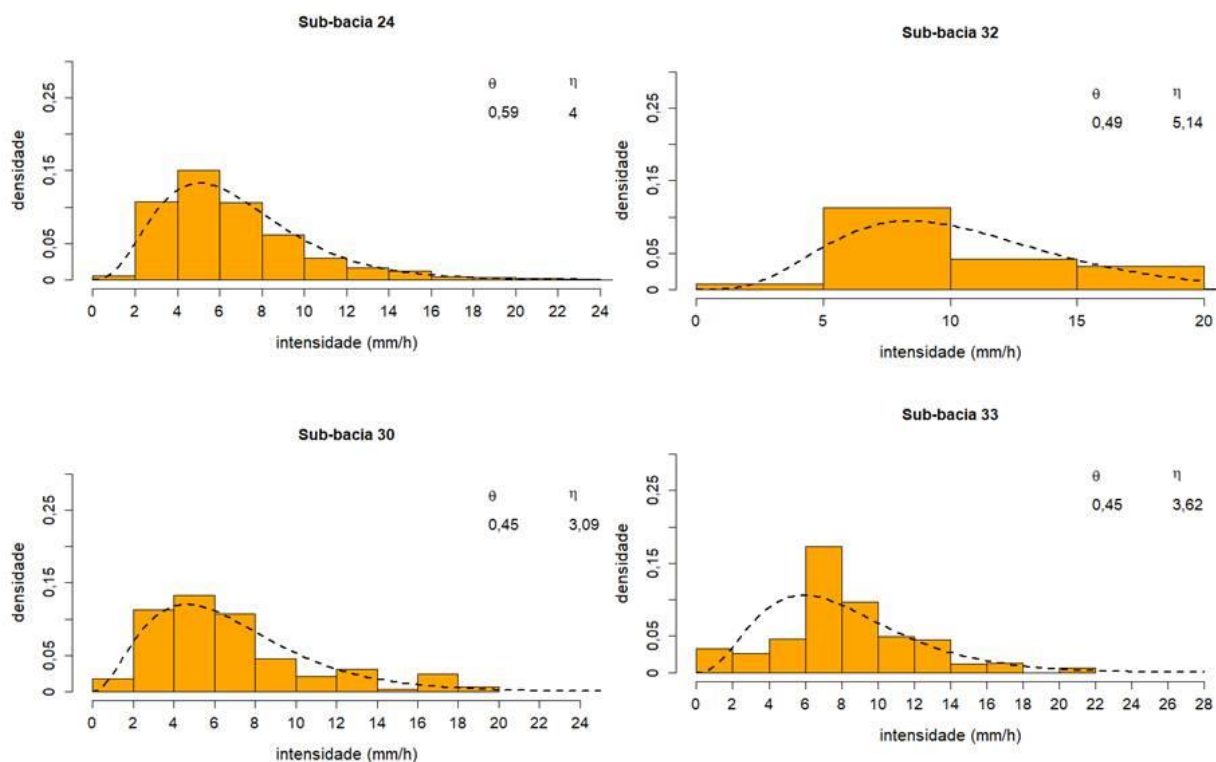 Sub-bacia 24
θ η
0,59 4
densidade
0 0,05 0,15 0,25
0 2 4 6 8 10 12 14 16 18 20 22 24
intensidade (mm/h)
Sub-bacia 32
θ η
0,49 5,14
densidade
0 0,05 0,15 0,25
0 5 10 15 20
intensidade (mm/h)
Sub-bacia 30
θ η
0,45 3,09
densidade
0 0,05 0,15 0,25
0 2 4 6 8 10 12 14 16 18 20 22 24
intensidade (mm/h)
Sub-bacia 33
θ η
0,45 3,62
densidade
0 0,05 0,15 0,25
0 2 4 6 8 10 12 14 16 18 20 22 24 26 28
intensidade (mm/h)